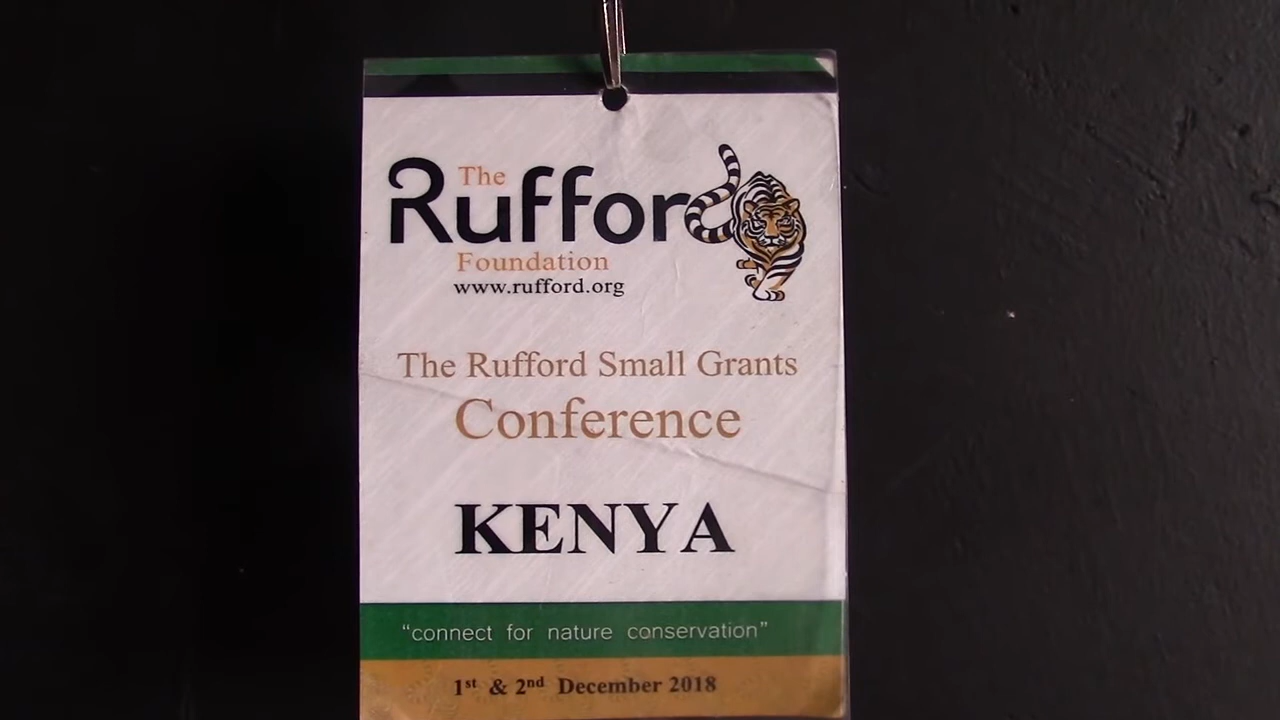 The
Rufford
Foundation
www.rufford.org
The Rufford Small Grants
Conference
KENYA
“connect for nature conservation”
1st & 2nd December 2018